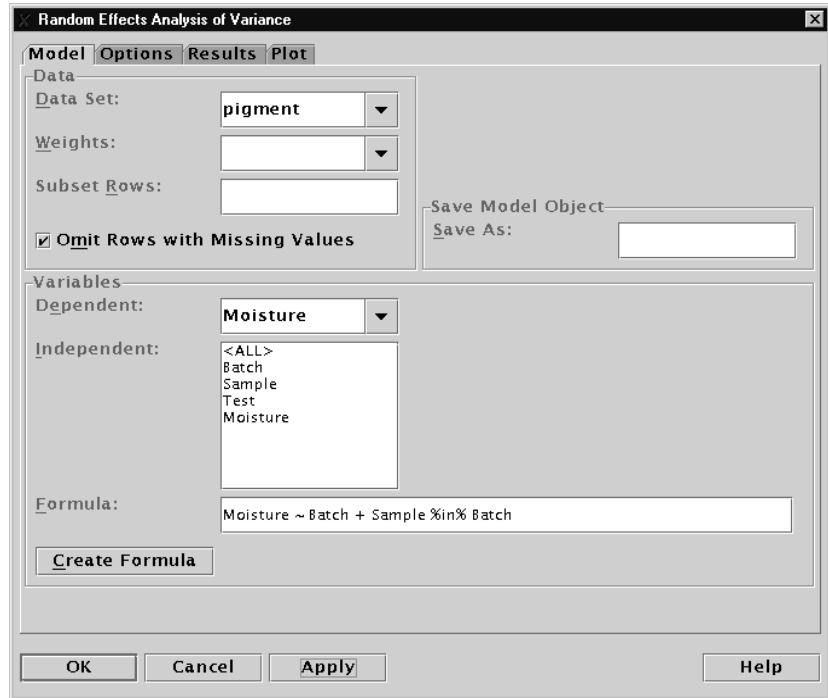 Random Effects Analysis of Variance
Model Options Results Plot
Data
Data Set:
pigment
Weights:
Subset Rows:
Omit Rows with Missing Values
Save Model Object
Save As:
Variables
Dependent:
Moisture
Independent:
<ALL>
Batch
Sample
Test
Moisture
Formula:
Moisture ~ Batch + Sample %in% Batch
Create Formula
OK Cancel Apply Help